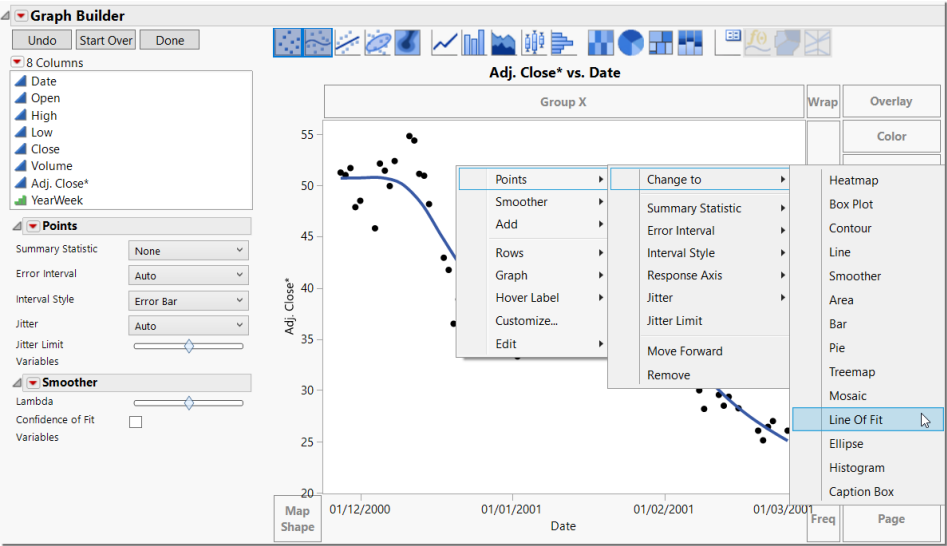 Graph Builder
Undo Start Over Done
8 Columns
Date
Open
High
Low
Close
Volume
Adj. Close*
YearWeek
Points
Summary Statistic None
Error Interval Auto
Interval Style Error Bar
Jitter Auto
Jitter Limit
Variables
Smoother
Lambda
Confidence of Fit
Variables
Adj. Close* vs. Date
Group X
Wrap
Overlay
Color
55
50
45
40
35
30
25
20
Adj. Close*
Points
Smoother
Add
Rows
Graph
Hover Label
Customize...
Edit
Change to
Summary Statistic
Error Interval
Interval Style
Response Axis
Jitter
Jitter Limit
Move Forward
Remove
Heatmap
Box Plot
Contour
Line
Smoother
Area
Bar
Pie
Treemap
Mosaic
Line Of Fit
Ellipse
Histogram
Caption Box
Map
Shape
01/12/2000 01/01/2001 01/02/2001 01/03/2001
Date
Freq
Page